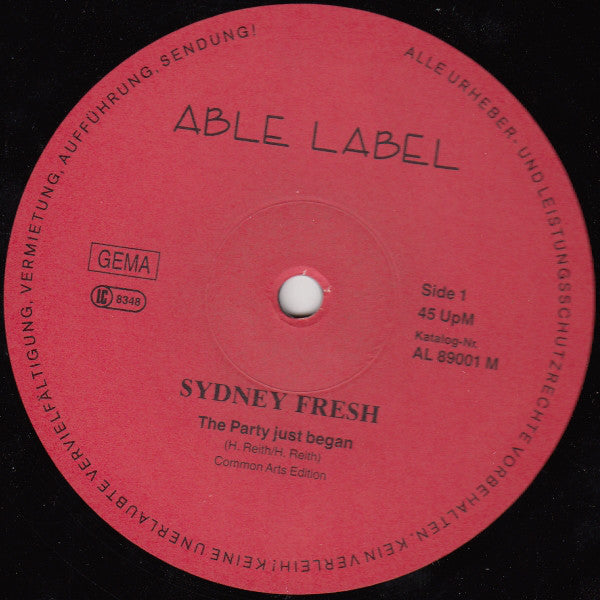 ALLE URHEBER- UND LEISTUNGSSCHUTZRECHTE VORBEHALTEN, KEIN VERLEIH! KEINE UNERLAUBTE VERVIELFÄLTIGUNG, VERMIETUNG, AUFFÜHRUNG, SENDUNG!
ABLE LABEL
GEMA
LC 8348
Side 1
45 UpM
Katalog-Nr.
AL 89001 M
SYDNEY FRESH
The Party just began
(H. Reith/H. Reith)
Common Arts Edition